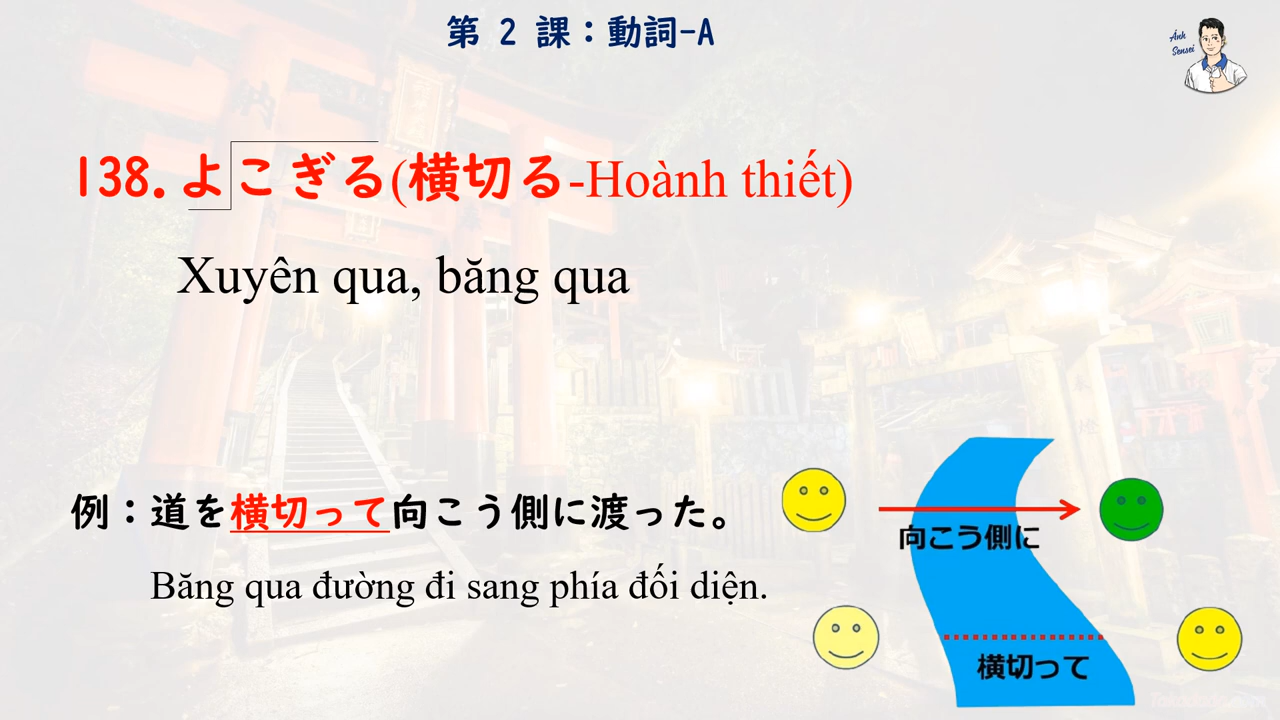 第 2 課：動詞-A
Ánh
Sensei
138.よこぎる(横切る-Hoành thiết)
Xuyên qua, băng qua
例：道を横切って向こう側に渡った。
Băng qua đường đi sang phía đối diện.
向こう側に
横切って